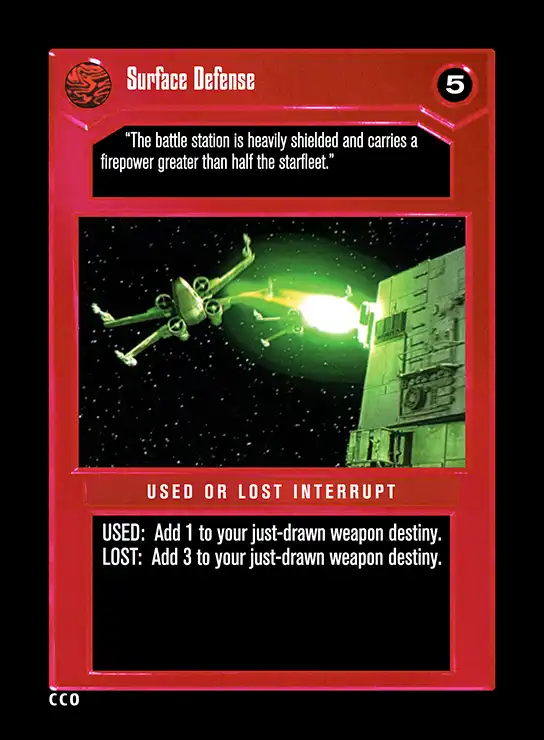 Surface Defense
5
“The battle station is heavily shielded and carries a
firepower greater than half the starfleet.”
USED OR LOST INTERRUPT
USED: Add 1 to your just-drawn weapon destiny.
LOST: Add 3 to your just-drawn weapon destiny.
CCO